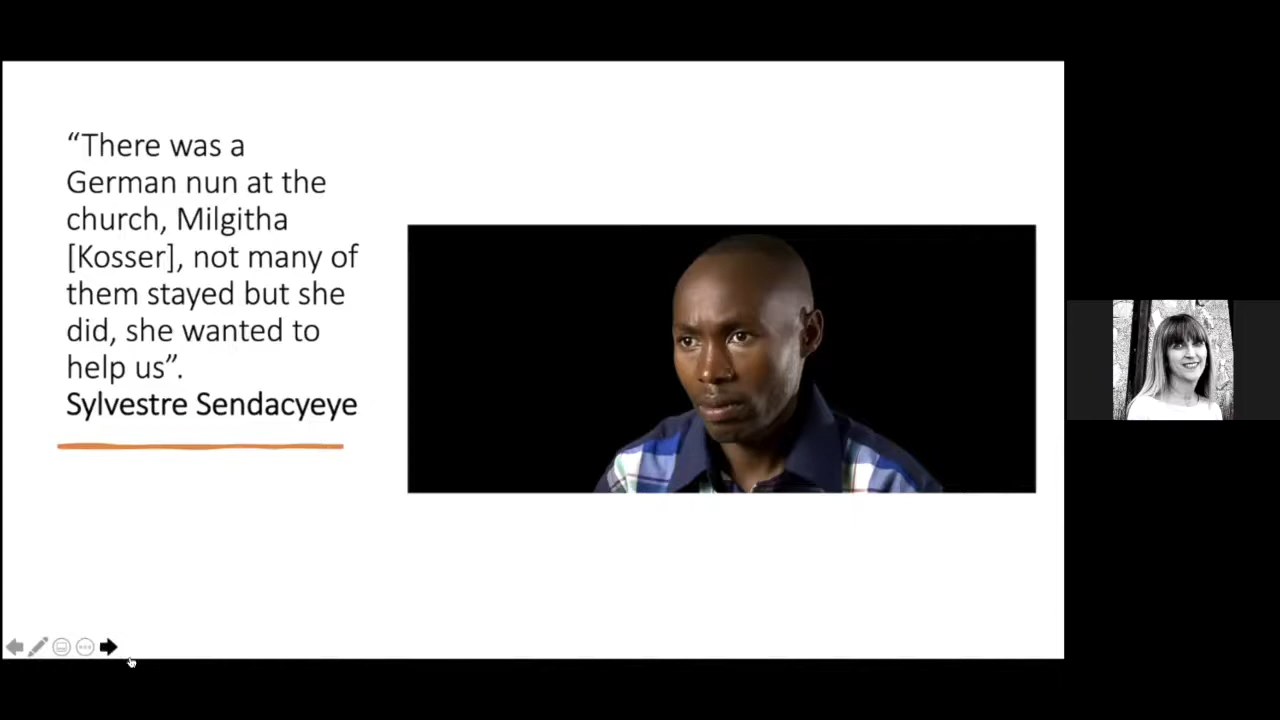 “There was a
German nun at the
church, Milgitha
[Kosser], not many of
them stayed but she
did, she wanted to
help us”.
Sylvestre Sendacyeye